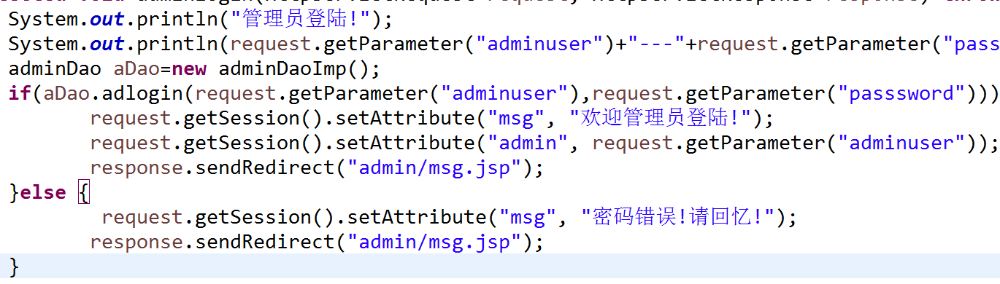 System.out.println("管理员登陆!");
System.out.println(request.getParameter("adminuser")+"---"+request.getParameter("pass
adminDao aDao=new adminDaoImp();
if(aDao.adlogin(request.getParameter("adminuser"),request.getParameter("passsword")))
request.getSession().setAttribute("msg", "欢迎管理员登陆!");
request.getSession().setAttribute("admin", request.getParameter("adminuser"));
response.sendRedirect("admin/msg.jsp");
}else {
request.getSession().setAttribute("msg", "密码错误!请回忆!");
response.sendRedirect("admin/msg.jsp");
}